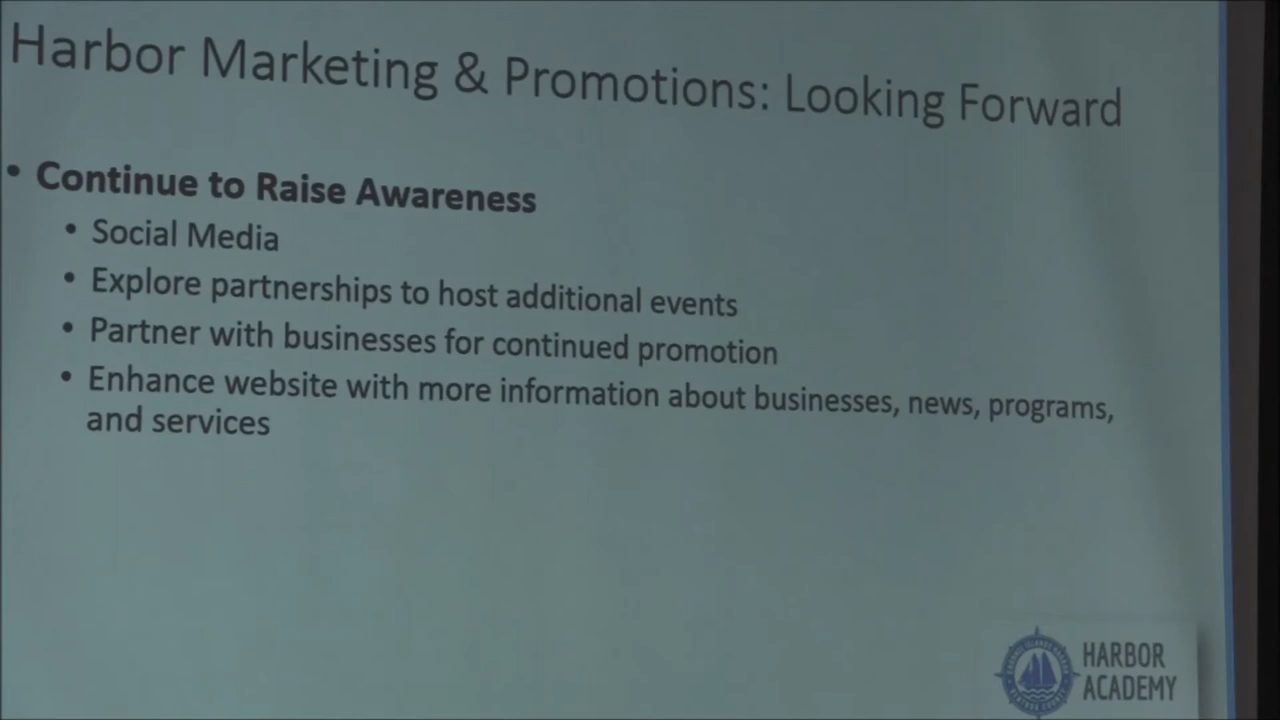 Harbor Marketing & Promotions: Looking Forward
• Continue to Raise Awareness
• Social Media
• Explore partnerships to host additional events
• Partner with businesses for continued promotion
• Enhance website with more information about businesses, news, programs,
and services
HARBOR
ACADEMY